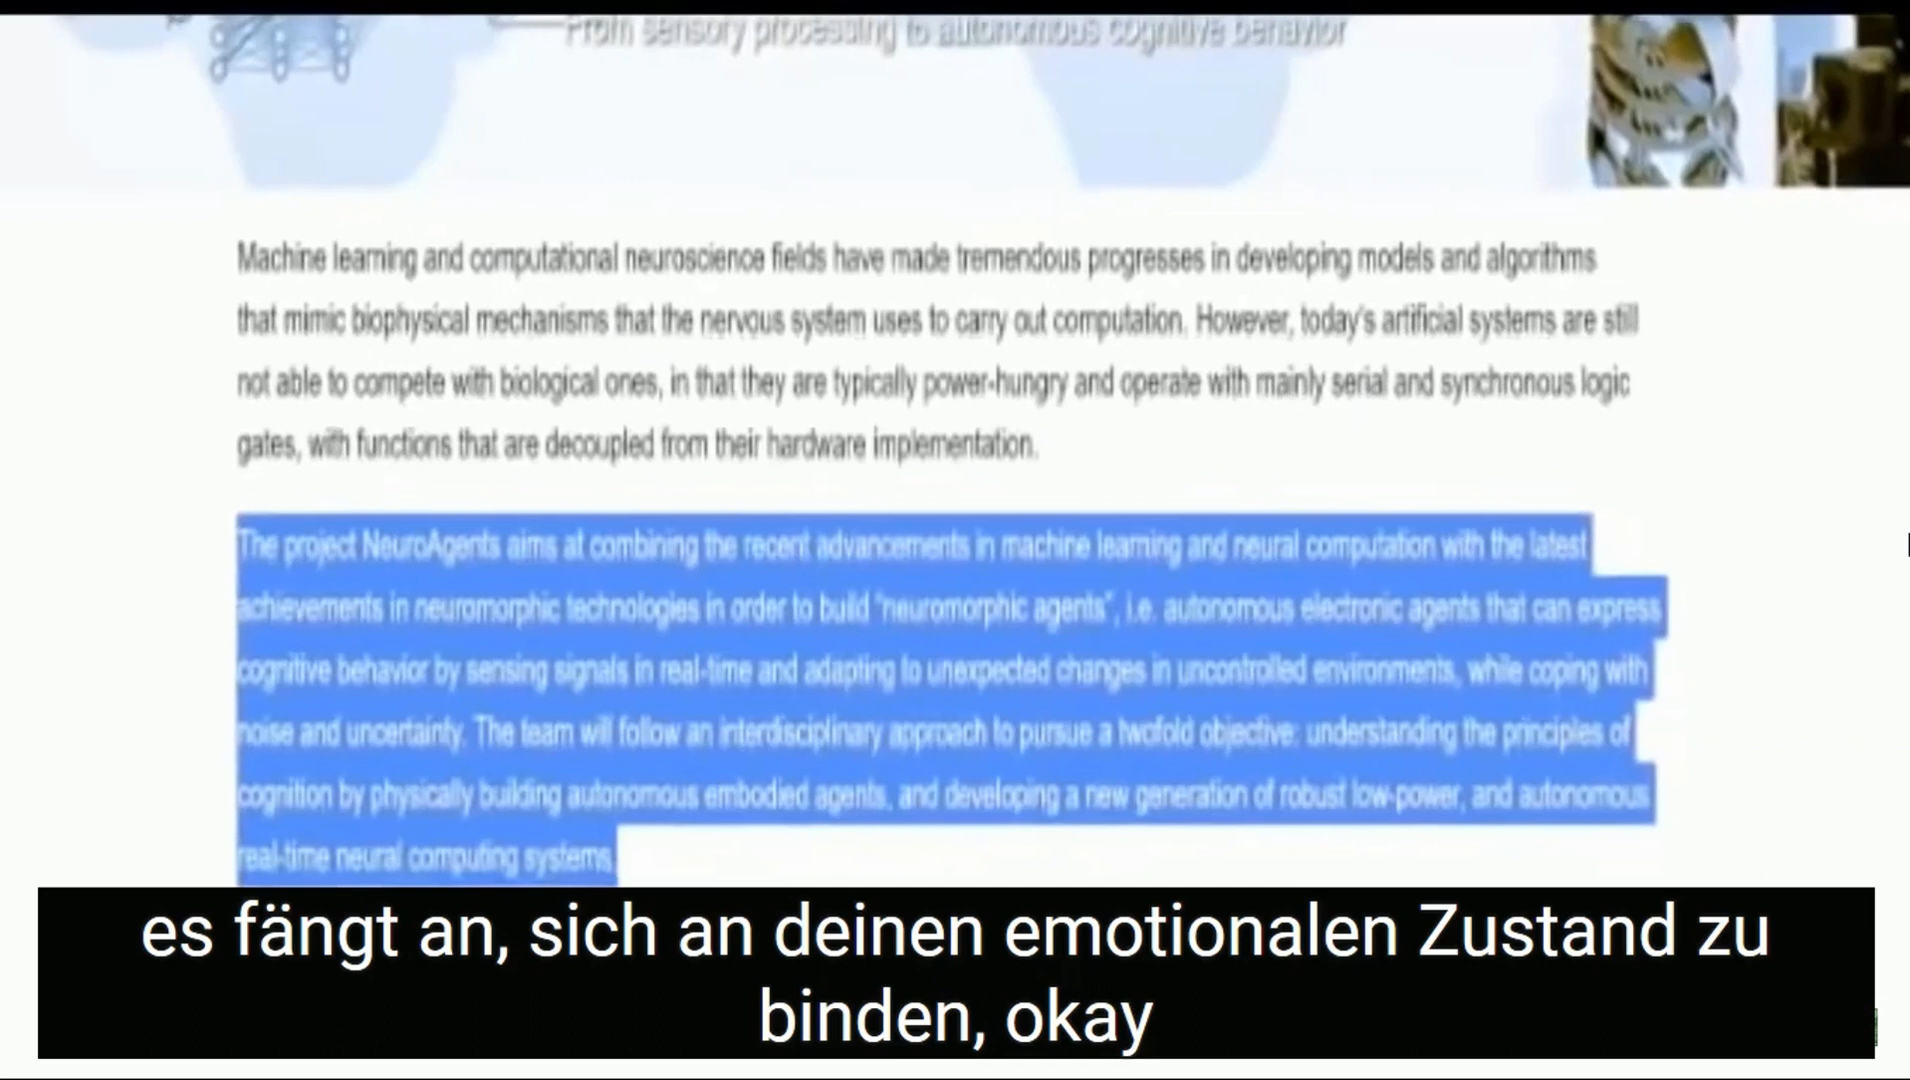 From sensory processing to autonomous cognitive behavior
Machine learning and computational neuroscience fields have made tremendous progresses in developing models and algorithms
that mimic biophysical mechanisms that the nervous system uses to carry out computation. However, today's artificial systems are still
not able to compete with biological ones, in that they are typically power-hungry and operate with mainly serial and synchronous logic
gates, with functions that are decoupled from their hardware implementation.
The project NeuroAgents aims at combining the recent advancements in machine learning and neural computation with the latest
achievements in neuromorphic technologies in order to build "neuromorphic agents", i.e. autonomous electronic agents that can express
cognitive behavior by sensing signals in real-time and adapting to unexpected changes in uncontrolled environments, while coping with
noise and uncertainty. The team will follow an interdisciplinary approach to pursue a twofold objective: understanding the principles of
cognition by physically building autonomous embodied agents, and developing a new generation of robust low-power, and autonomous
real-time neural computing systems.
es fängt an, sich an deinen emotionalen Zustand zu
binden, okay